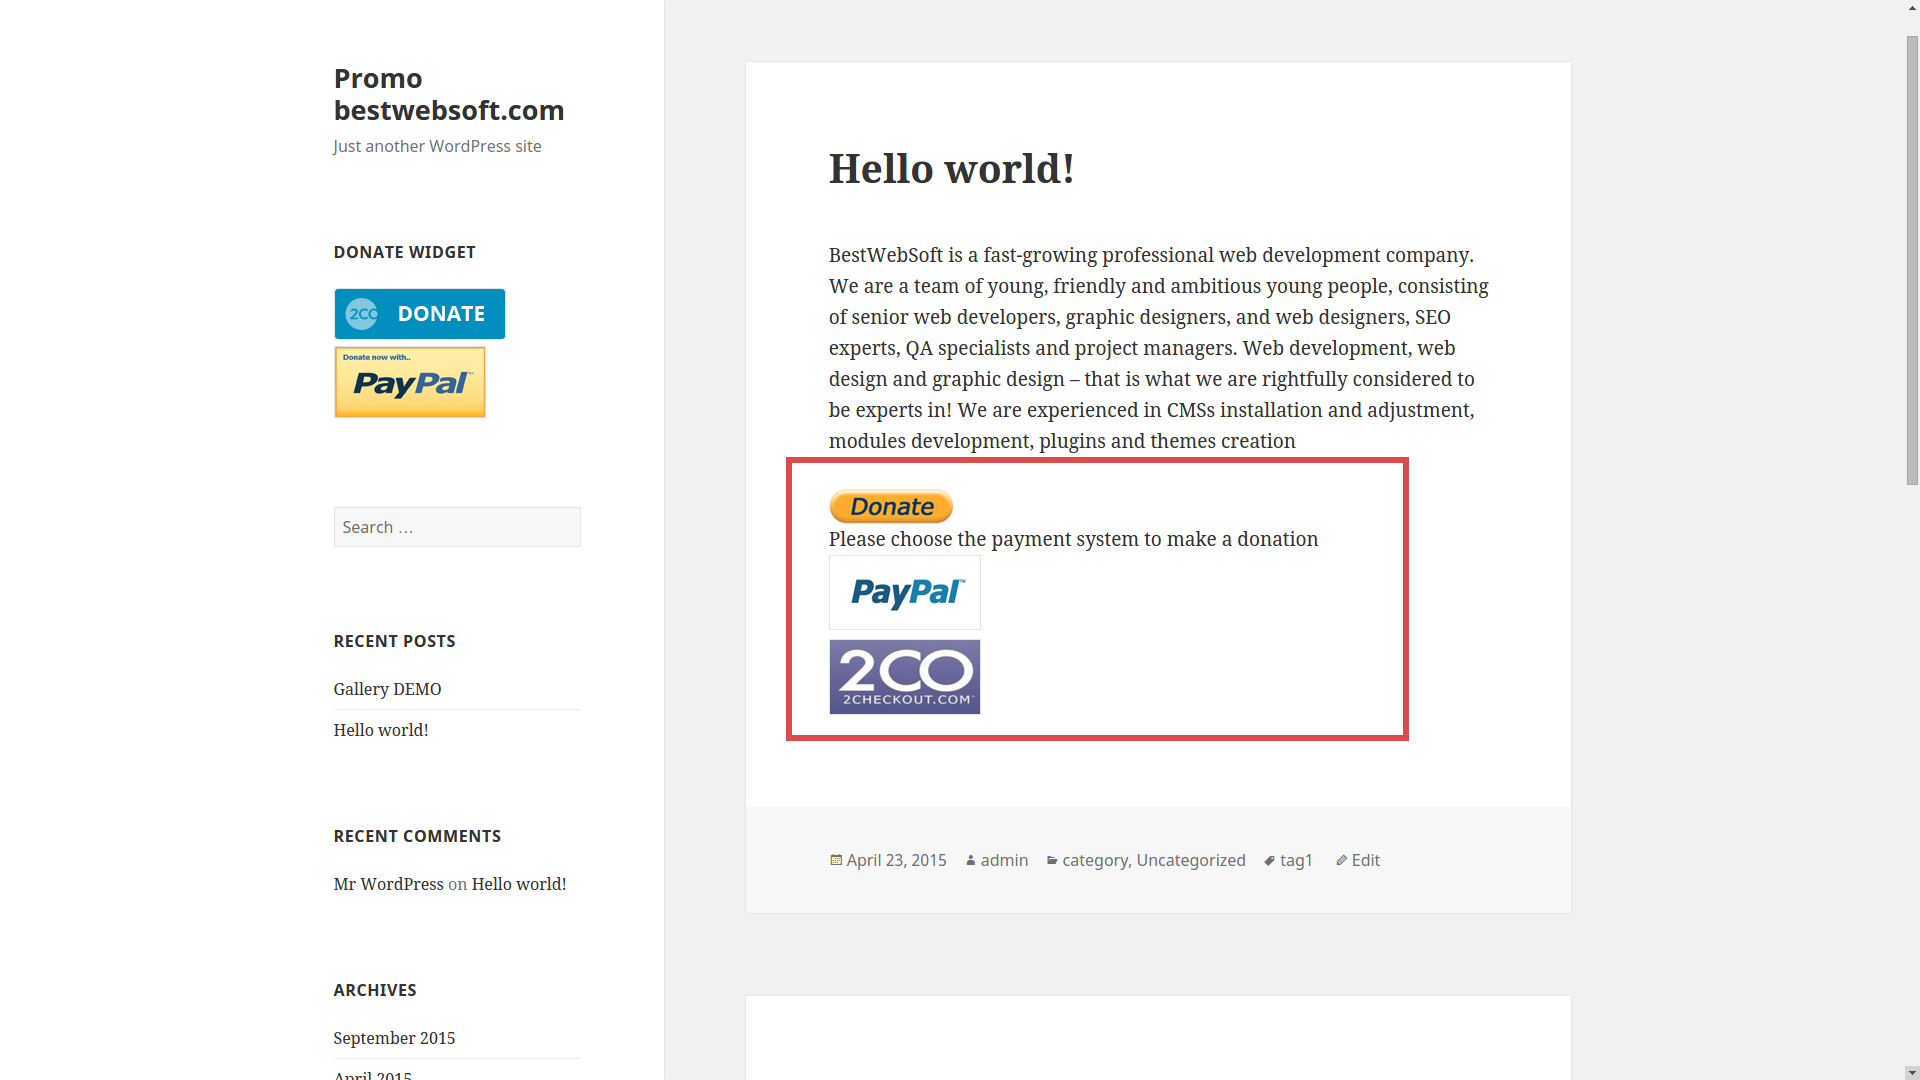 Promo
bestwebsoft.com
Just another WordPress site
DONATE WIDGET
2CO DONATE
Donate now with..
PayPal™
Search …
RECENT POSTS
Gallery DEMO
Hello world!
RECENT COMMENTS
Mr WordPress on Hello world!
ARCHIVES
September 2015
April 2015
Hello world!
BestWebSoft is a fast-growing professional web development company.
We are a team of young, friendly and ambitious young people, consisting
of senior web developers, graphic designers, and web designers, SEO
experts, QA specialists and project managers. Web development, web
design and graphic design – that is what we are rightfully considered to
be experts in! We are experienced in CMSs installation and adjustment,
modules development, plugins and themes creation
Donate
Please choose the payment system to make a donation
PayPal™
2CO
2CHECKOUT.COM
April 23, 2015 admin category, Uncategorized tag1 Edit